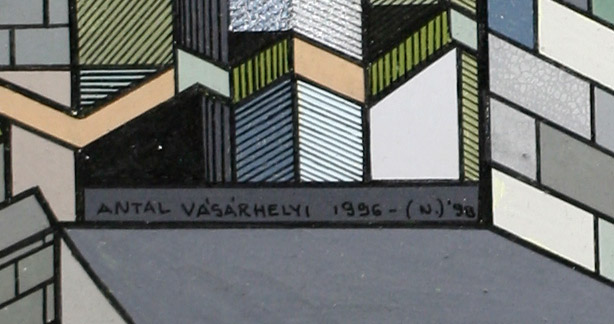 ANTAL VÁSÁRHELYI 1996-(N.)'98